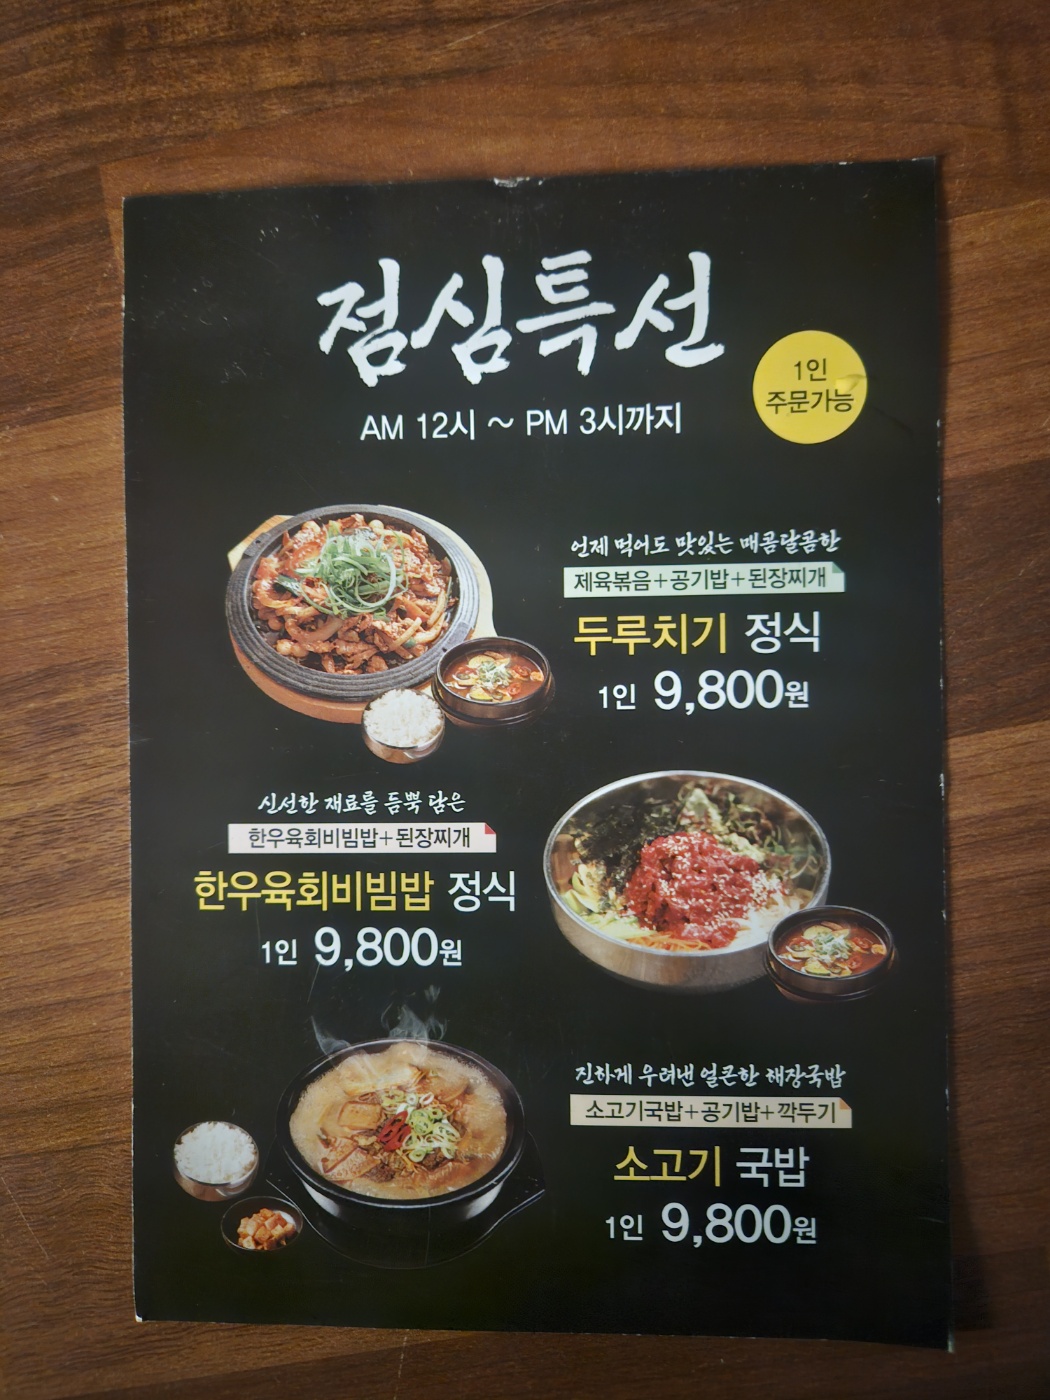 점심특선
AM 12시 ~ PM 3시까지
1인
주문가능
언제 먹어도 맛있는 매콤달콤한
제육볶음+공기밥+된장찌개
두루치기 정식
1인 9,800원
신선한 재료를 듬뿍 담은
한우육회비빔밥+된장찌개
한우육회비빔밥 정식
1인 9,800원
진하게 우려낸 얼큰한 해장국밥
소고기국밥+공기밥+깍두기
소고기 국밥
1인 9,800원